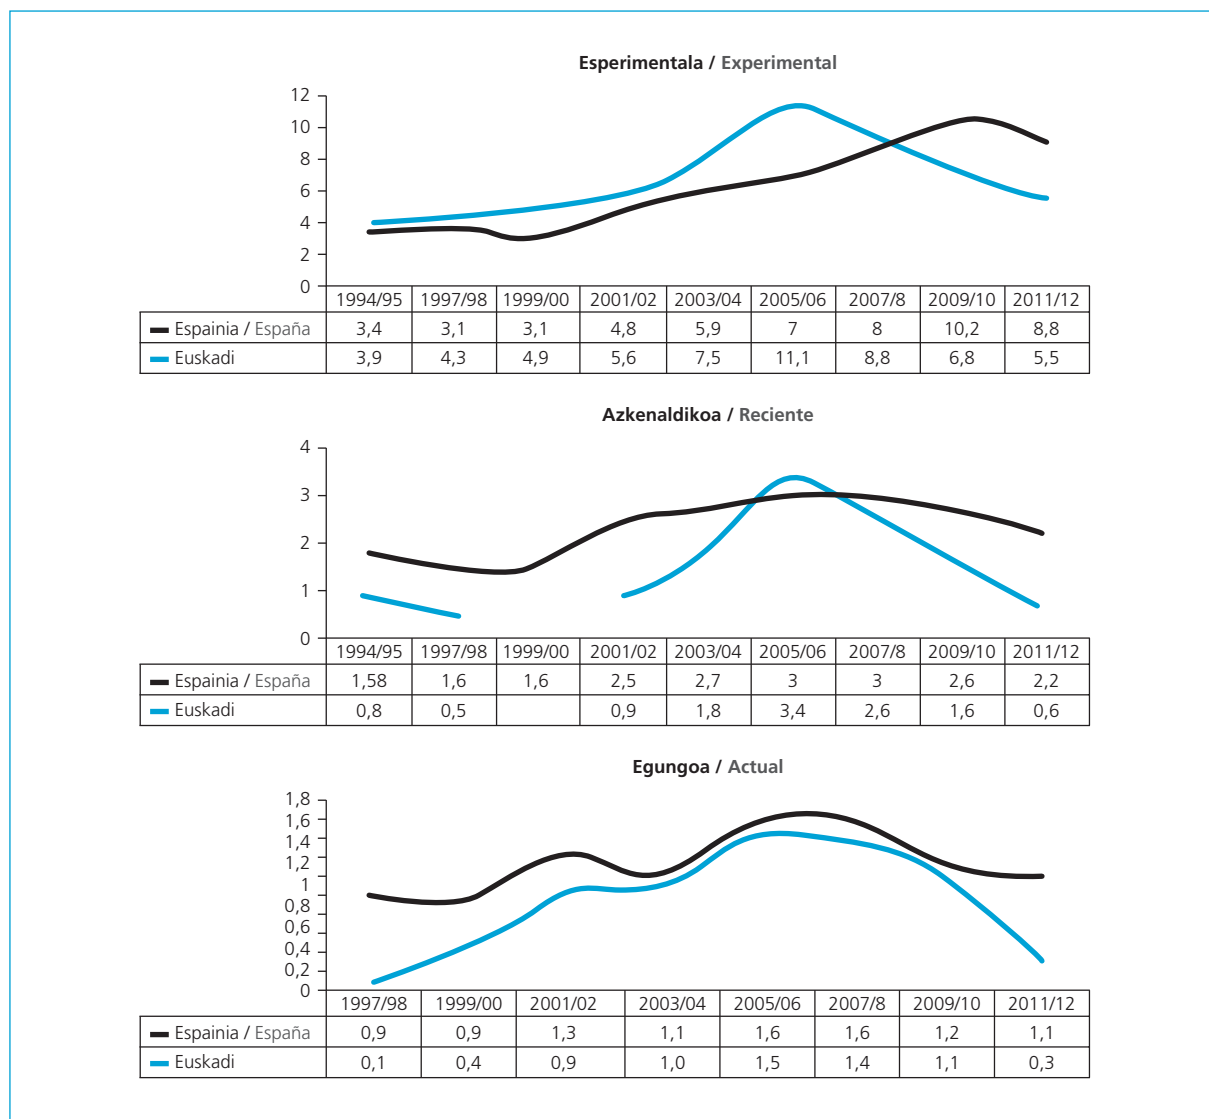 Esperimentala / Experimental
12
10
8
6
4
2
0
1994/95 1997/98 1999/00 2001/02 2003/04 2005/06 2007/8 2009/10 2011/12
Espainia / España 3,4 3,1 3,1 4,8 5,9 7 8 10,2 8,8
Euskadi 3,9 4,3 4,9 5,6 7,5 11,1 8,8 6,8 5,5
Azkenaldikoa / Reciente
4
3
2
1
0
1994/95 1997/98 1999/00 2001/02 2003/04 2005/06 2007/8 2009/10 2011/12
Espainia / España 1,58 1,6 1,6 2,5 2,7 3 3 2,6 2,2
Euskadi 0,8 0,5 0,9 1,8 3,4 2,6 1,6 0,6
Egungoa / Actual
1,8
1,6
1,4
1,2
1
0,8
0,6
0,4
0,2
0
1997/98 1999/00 2001/02 2003/04 2005/06 2007/8 2009/10 2011/12
Espainia / España 0,9 0,9 1,3 1,1 1,6 1,6 1,2 1,1
Euskadi 0,1 0,4 0,9 1,0 1,5 1,4 1,1 0,3